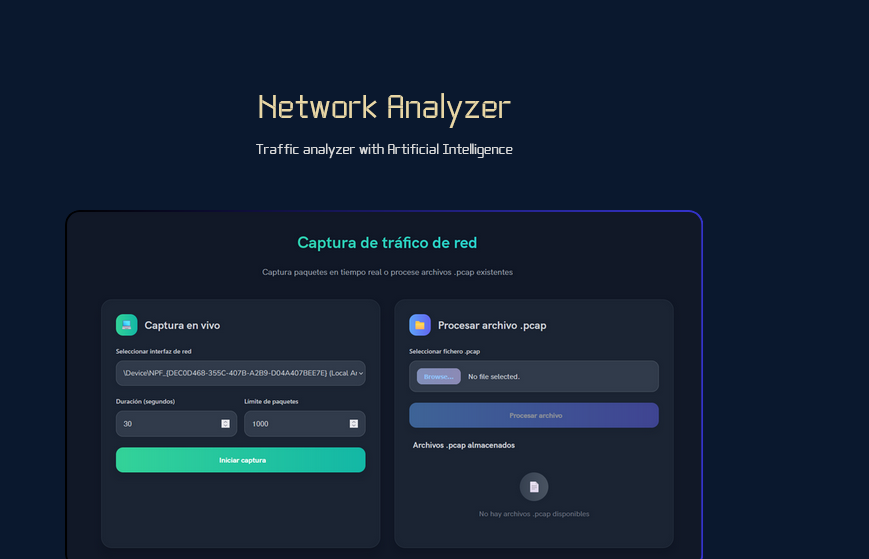 Network Analyzer
Traffic analyzer with Artificial Intelligence
Captura de tráfico de red
Captura paquetes en tiempo real o procese archivos .pcap existentes
Captura en vivo
Seleccionar interfaz de red
\Device\NPF_{DEC0D468-355C-407B-A2B9-D04A407BEE7E} (Local Ar
Duración (segundos)
Límite de paquetes
30
1000
Iniciar captura
Procesar archivo .pcap
Seleccionar fichero .pcap
Browse... No file selected.
Procesar archivo
Archivos .pcap almacenados
No hay archivos .pcap disponibles